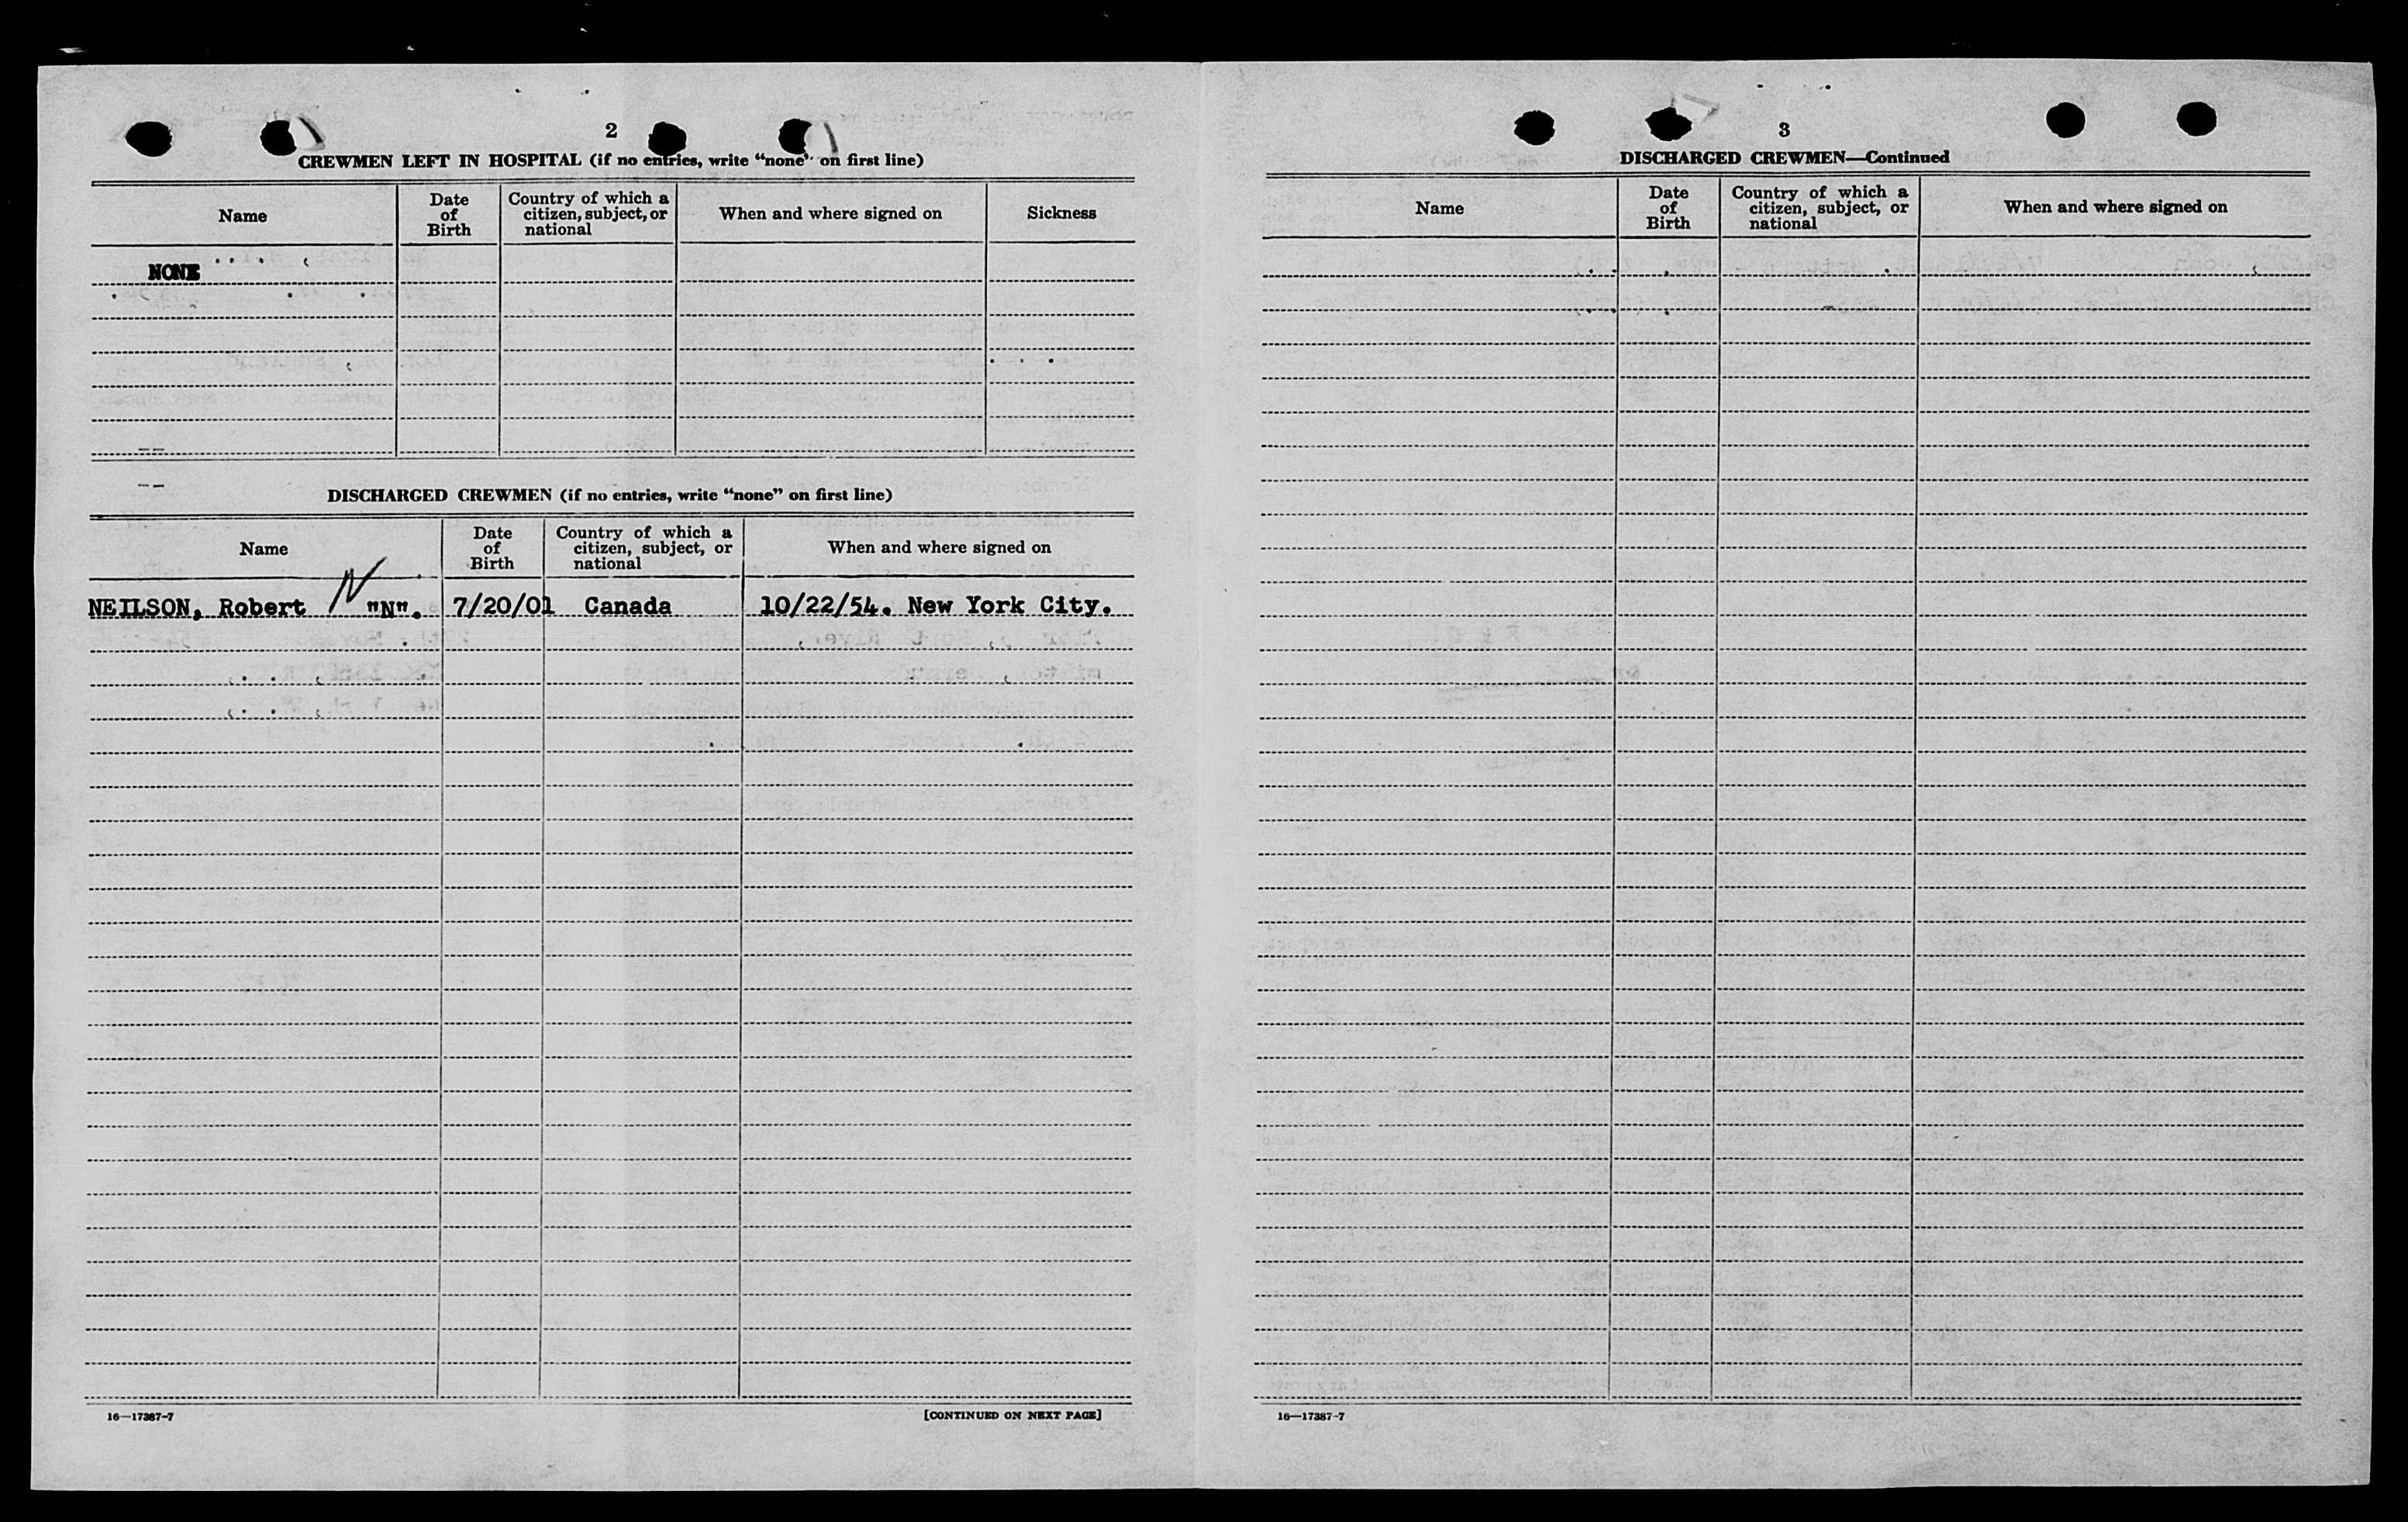 2
CREWMEN LEFT IN HOSPITAL (if no entries, write “none” on first line)
Name
Date of Birth
Country of which a citizen, subject, or national
When and where signed on
Sickness
NONE
DISCHARGED CREWMEN (if no entries, write “none” on first line)
Name
Date of Birth
Country of which a citizen, subject, or national
When and where signed on
N
NEILSON, Robert "N". 7/20/01 Canada 10/22/54. New York City.
16—17387-7
[CONTINUED ON NEXT PAGE]
3
DISCHARGED CREWMEN—Continued
Name
Date of Birth
Country of which a citizen, subject, or national
When and where signed on
16—17387-7